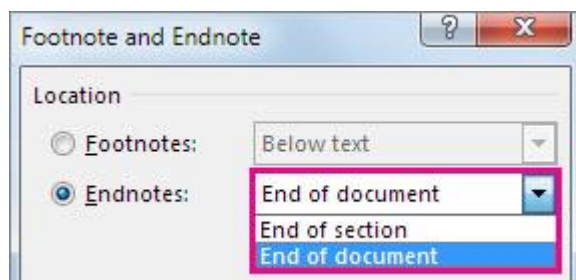 Footnote and Endnote
?
X
Location
Footnotes: Below text
Endnotes: End of document
End of section
End of document